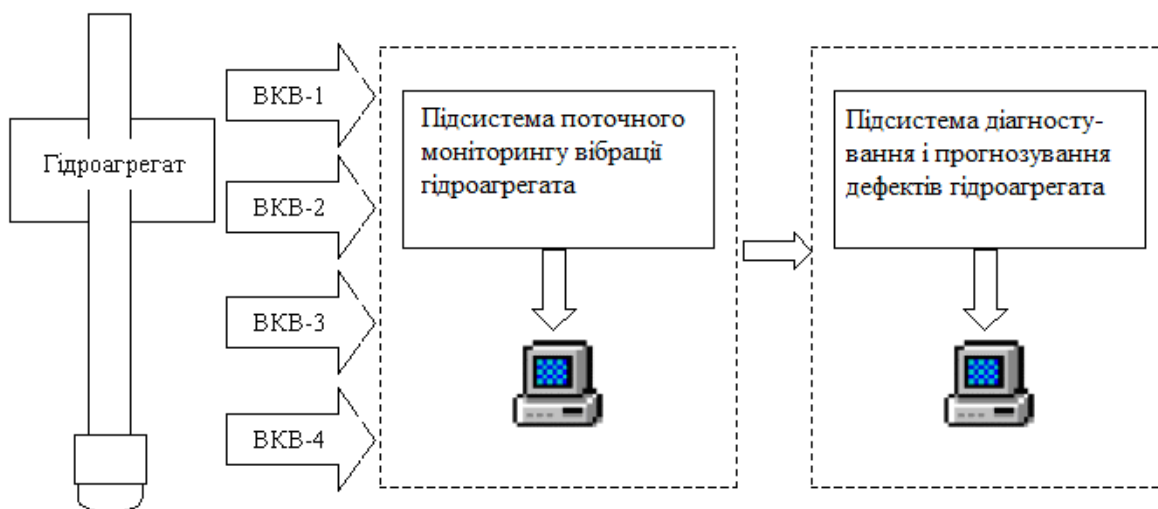 Гідроагрегат
ВКВ-1
ВКВ-2
ВКВ-3
ВКВ-4
Підсистема поточного
моніторингу вібрації
гідроагрегата
Підсистема діагносту-
вання і прогнозування
дефектів гідроагрегата